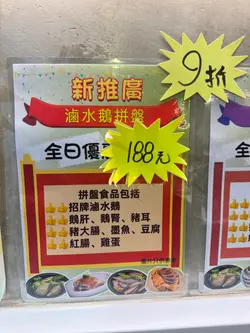 9折
新推廣
滷水鵝拼盤
全日優
188元
拼盤食品包括
招牌滷水鵝
鵝肝、鵝腎、豬耳
豬大腸、墨魚、豆腐
紅腸、雞蛋